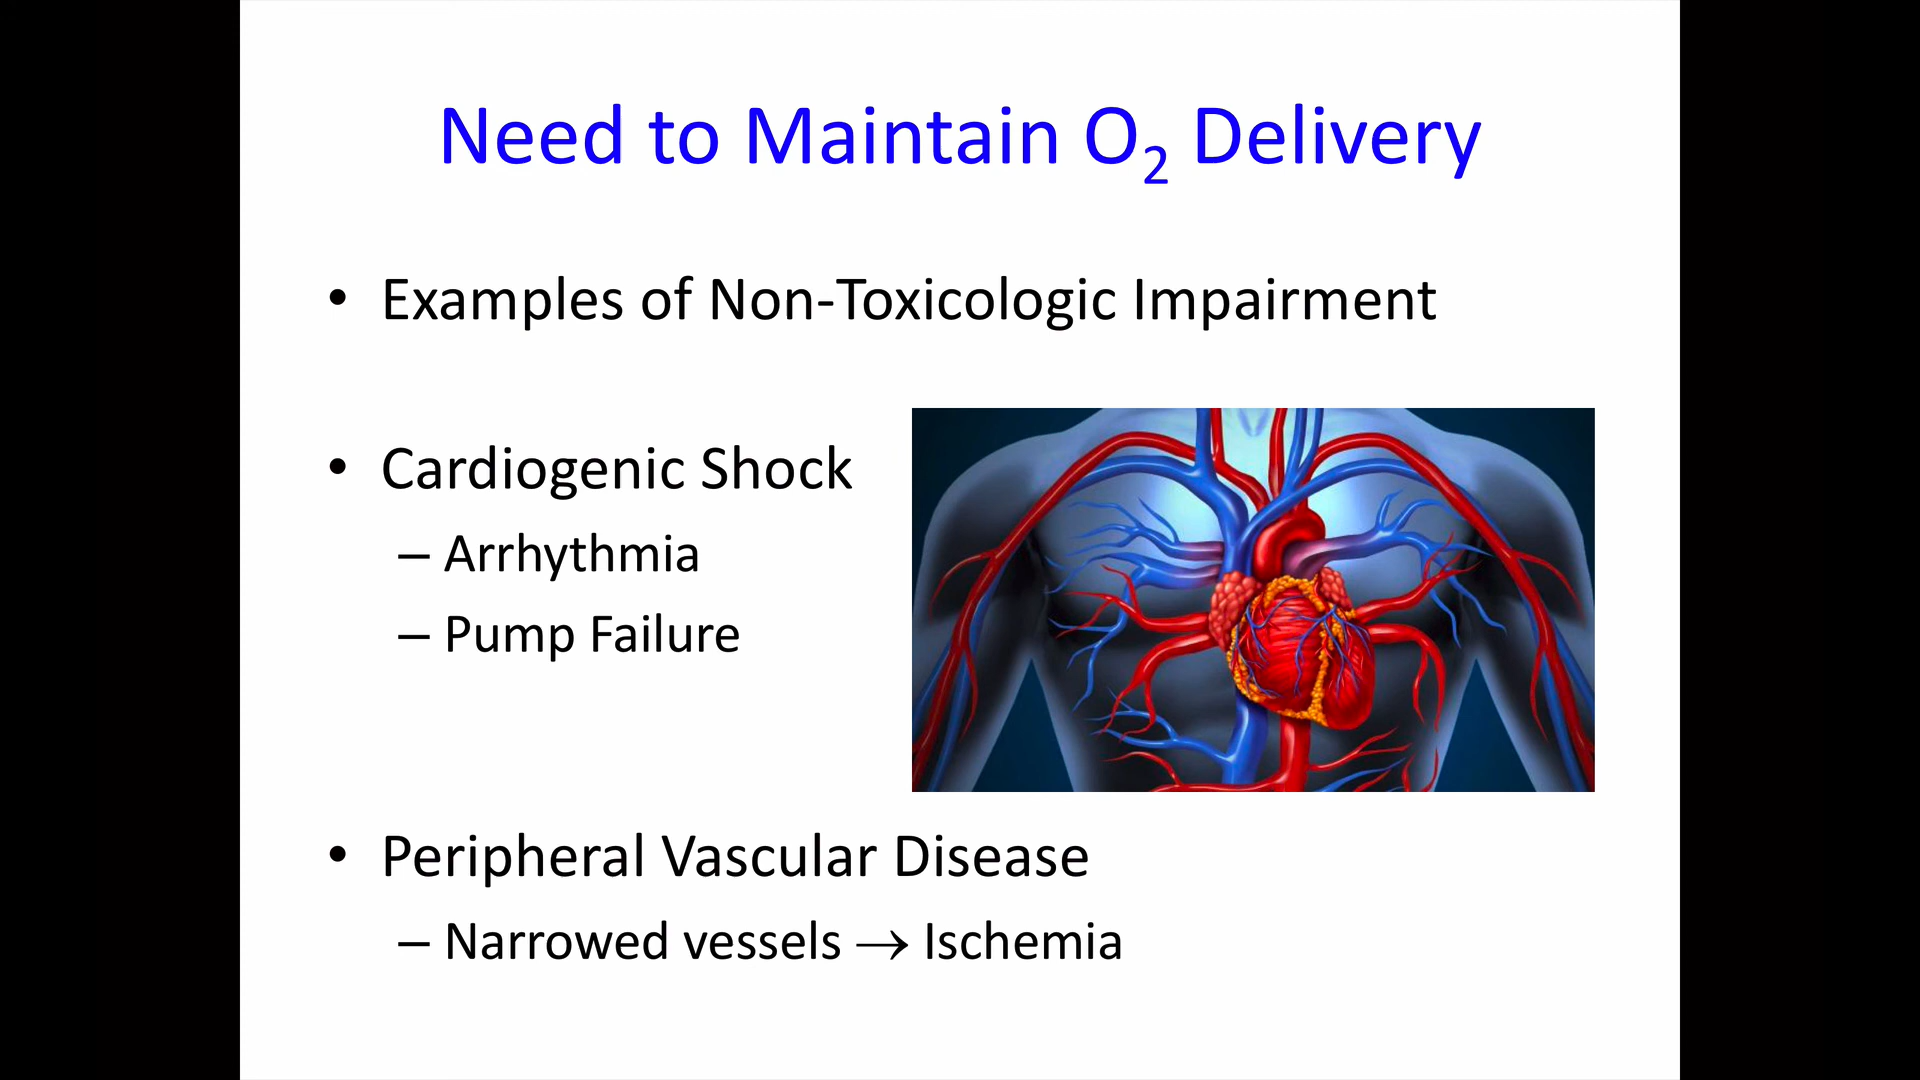 Need to Maintain O₂ Delivery
• Examples of Non-Toxicologic Impairment
• Cardiogenic Shock
– Arrhythmia
– Pump Failure
• Peripheral Vascular Disease
– Narrowed vessels → Ischemia